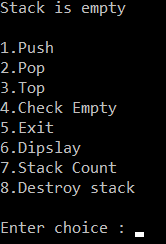 Stack is empty
1.Push
2.Pop
3.Top
4.Check Empty
5.Exit
6.Dipslay
7.Stack Count
8.Destroy stack
Enter choice :